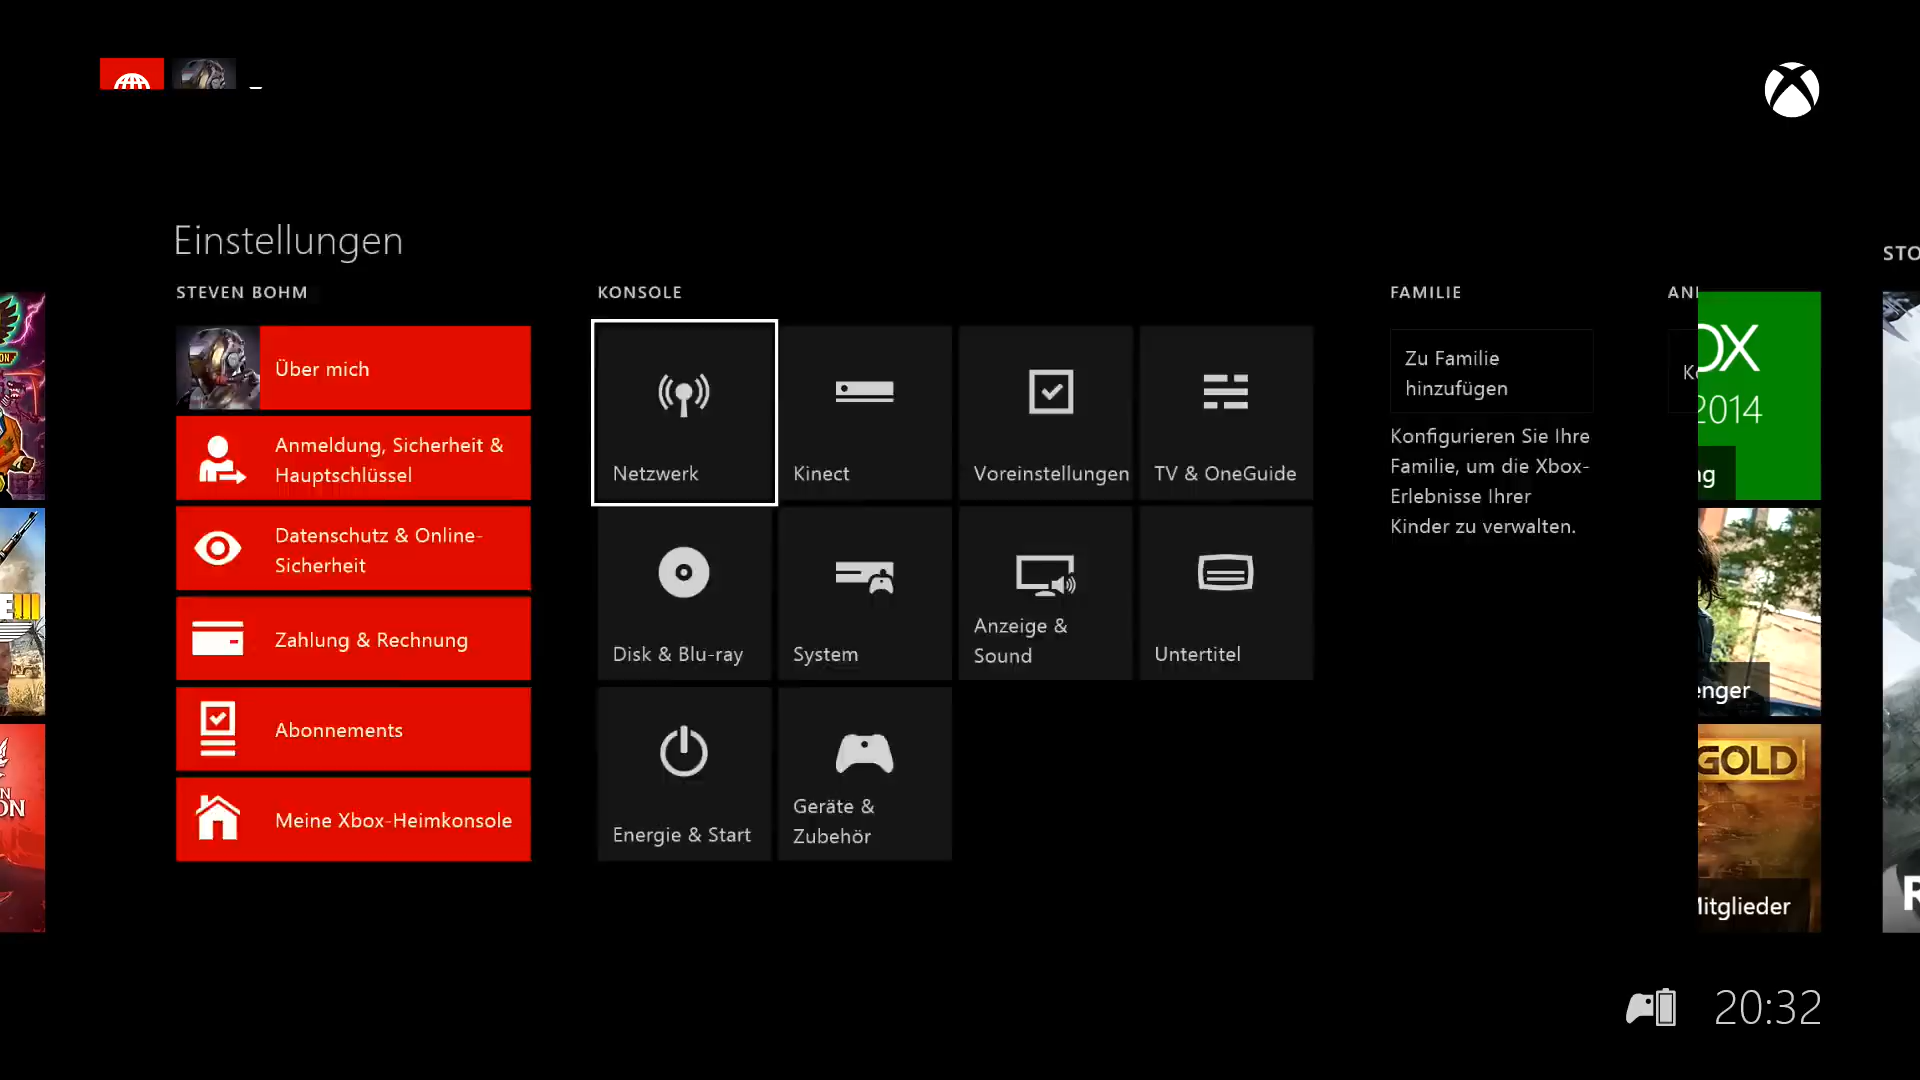 Einstellungen
STEVEN BOHM
Über mich
Anmeldung, Sicherheit &
Hauptschlüssel
Datenschutz & Online-
Sicherheit
Zahlung & Rechnung
Abonnements
Meine Xbox-Heimkonsole
KONSOLE
Netzwerk
Kinect
Voreinstellungen
TV & OneGuide
Disk & Blu-ray
System
Anzeige &
Sound
Untertitel
Energie & Start
Geräte &
Zubehör
FAMILIE
Zu Familie
hinzufügen
Konfigurieren Sie Ihre
Familie, um die Xbox-
Erlebnisse Ihrer
Kinder zu verwalten.
2014
GOLD
20:32